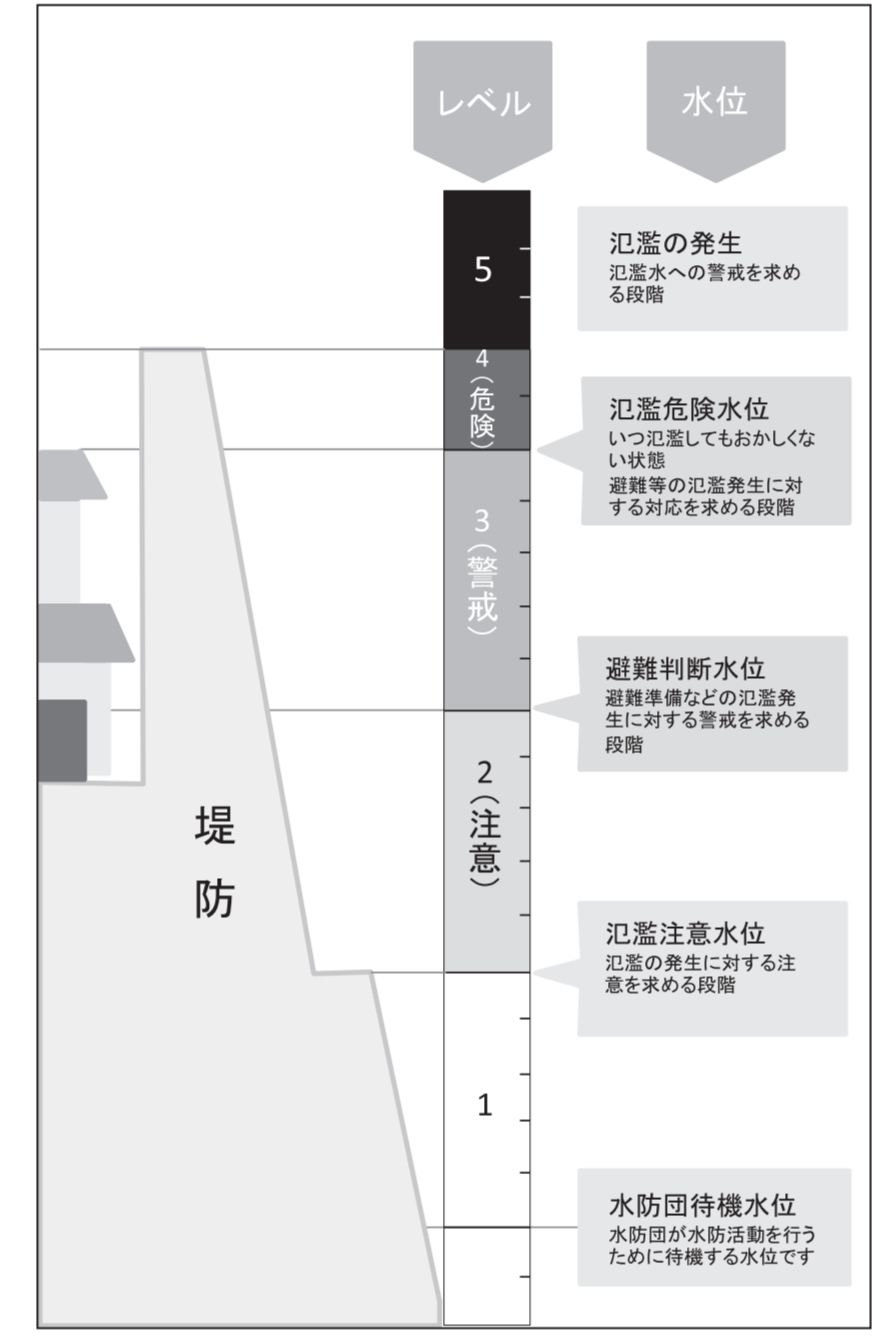 レベル
水位
5
氾濫の発生
氾濫水への警戒を求め
る段階
4(危険)
氾濫危険水位
いつ氾濫してもおかしくな
い状態
避難等の氾濫発生に対
する対応を求める段階
3(警戒)
避難判断水位
避難準備などの氾濫発
生に対する警戒を求める
段階
2(注意)
堤防
氾濫注意水位
氾濫の発生に対する注
意を求める段階
1
水防団待機水位
水防団が水防活動を行う
ために待機する水位です